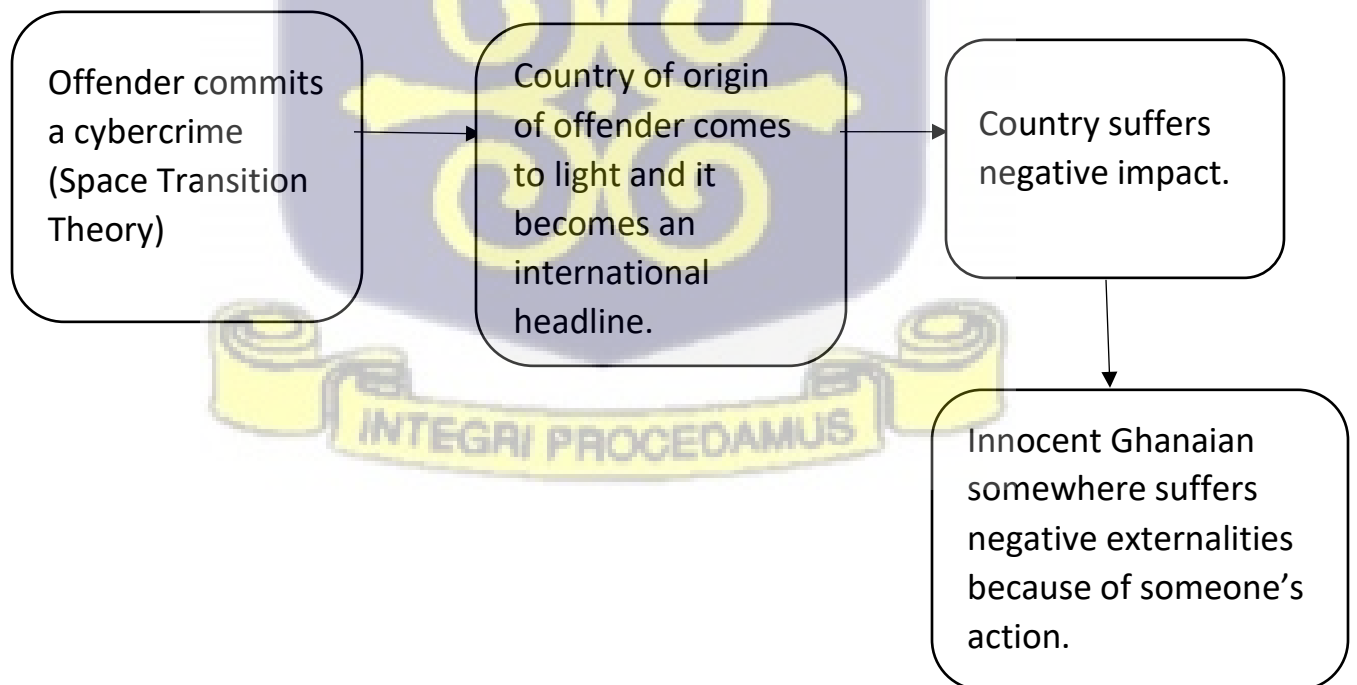 Offender commits
a cybercrime
(Space Transition
Theory)
Country of origin
of offender comes
to light and it
becomes an
international
headline.
Country suffers
negative impact.
Innocent Ghanaian
somewhere suffers
negative externalities
because of someone’s
action.
INTEGRI PROCEDAMUS